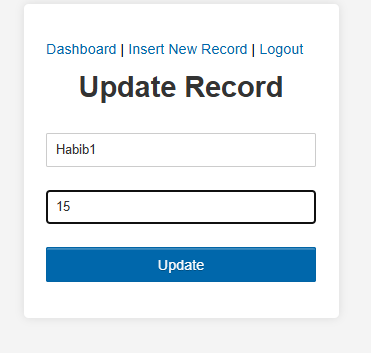 Dashboard | Insert New Record | Logout
Update Record
Habib1
15
Update